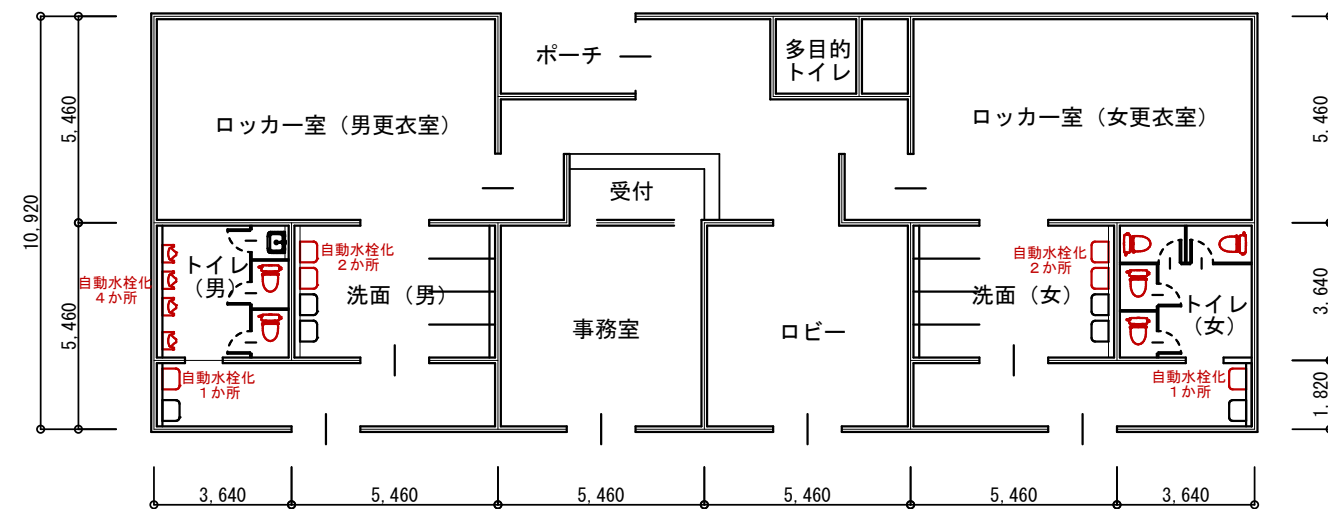 ポーチ
多目的
トイレ
ロッカー室（男更衣室）
ロッカー室（女更衣室）
受付
5,460
5,460
10,920
5,460
5,460
3,640
1,820
自動水栓化
４か所
トイレ
（男）
自動水栓化
２か所
洗面（男）
事務室
ロビー
自動水栓化
２か所
洗面（女）
トイレ
（女）
自動水栓化
１か所
自動水栓化
１か所
3,640
5,460
5,460
5,460
5,460
3,640